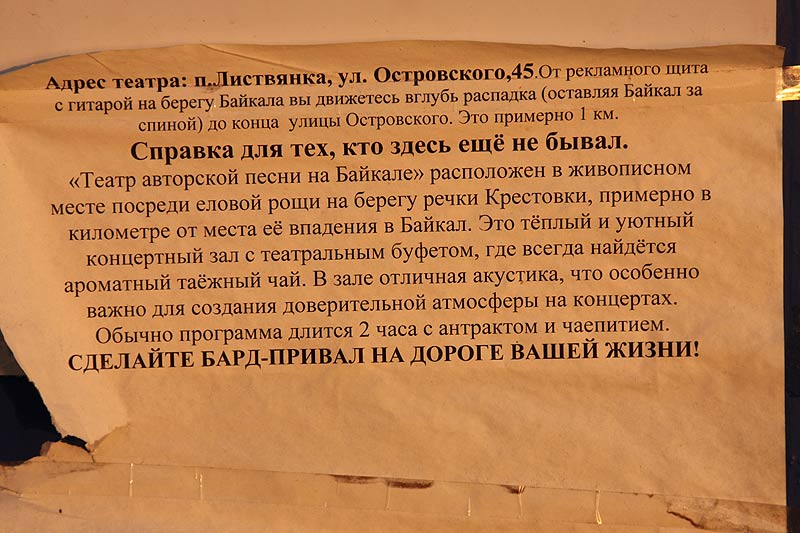 Адрес театра: п.Листвянка, ул. Островского,45.От рекламного щита
с гитарой на берегу Байкала вы движетесь вглубь распадка (оставляя Байкал за
спиной) до конца улицы Островского. Это примерно 1 км.
Справка для тех, кто здесь ещё не бывал.
«Театр авторской песни на Байкале» расположен в живописном
месте посреди еловой рощи на берегу речки Крестовки, примерно в
километре от места её впадения в Байкал. Это тёплый и уютный
концертный зал с театральным буфетом, где всегда найдётся
ароматный таёжный чай. В зале отличная акустика, что особенно
важно для создания доверительной атмосферы на концертах.
Обычно программа длится 2 часа с антрактом и чаепитием.
СДЕЛАЙТЕ БАРД-ПРИВАЛ НА ДОРОГЕ ВАШЕЙ ЖИЗНИ!